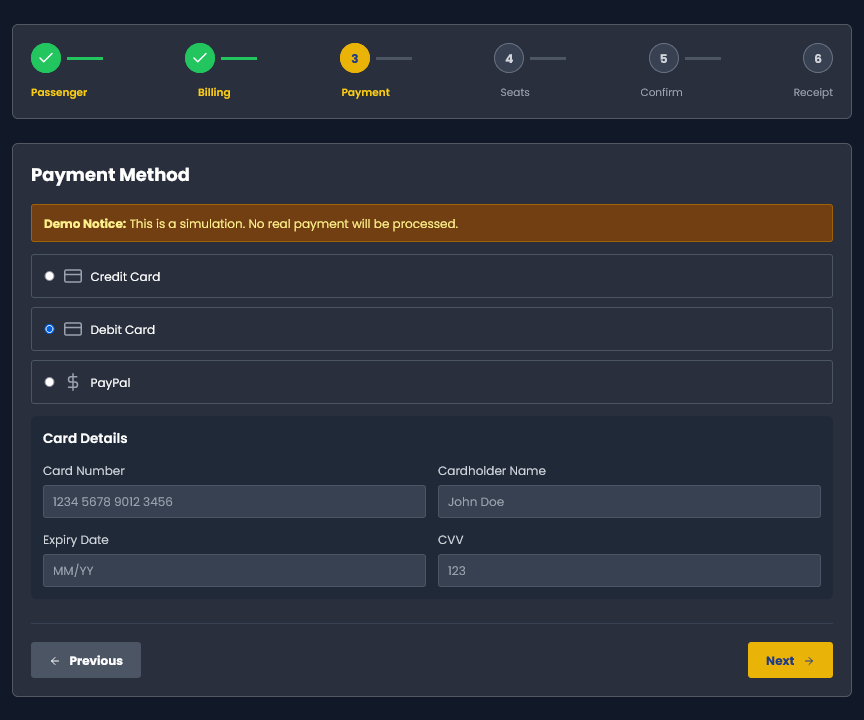 3 4 5 6
Passenger Billing Payment Seats Confirm Receipt
Payment Method
Demo Notice: This is a simulation. No real payment will be processed.
Credit Card
Debit Card
PayPal
Card Details
Card Number Cardholder Name
1234 5678 9012 3456 John Doe
Expiry Date CVV
MM/YY 123
← Previous Next →